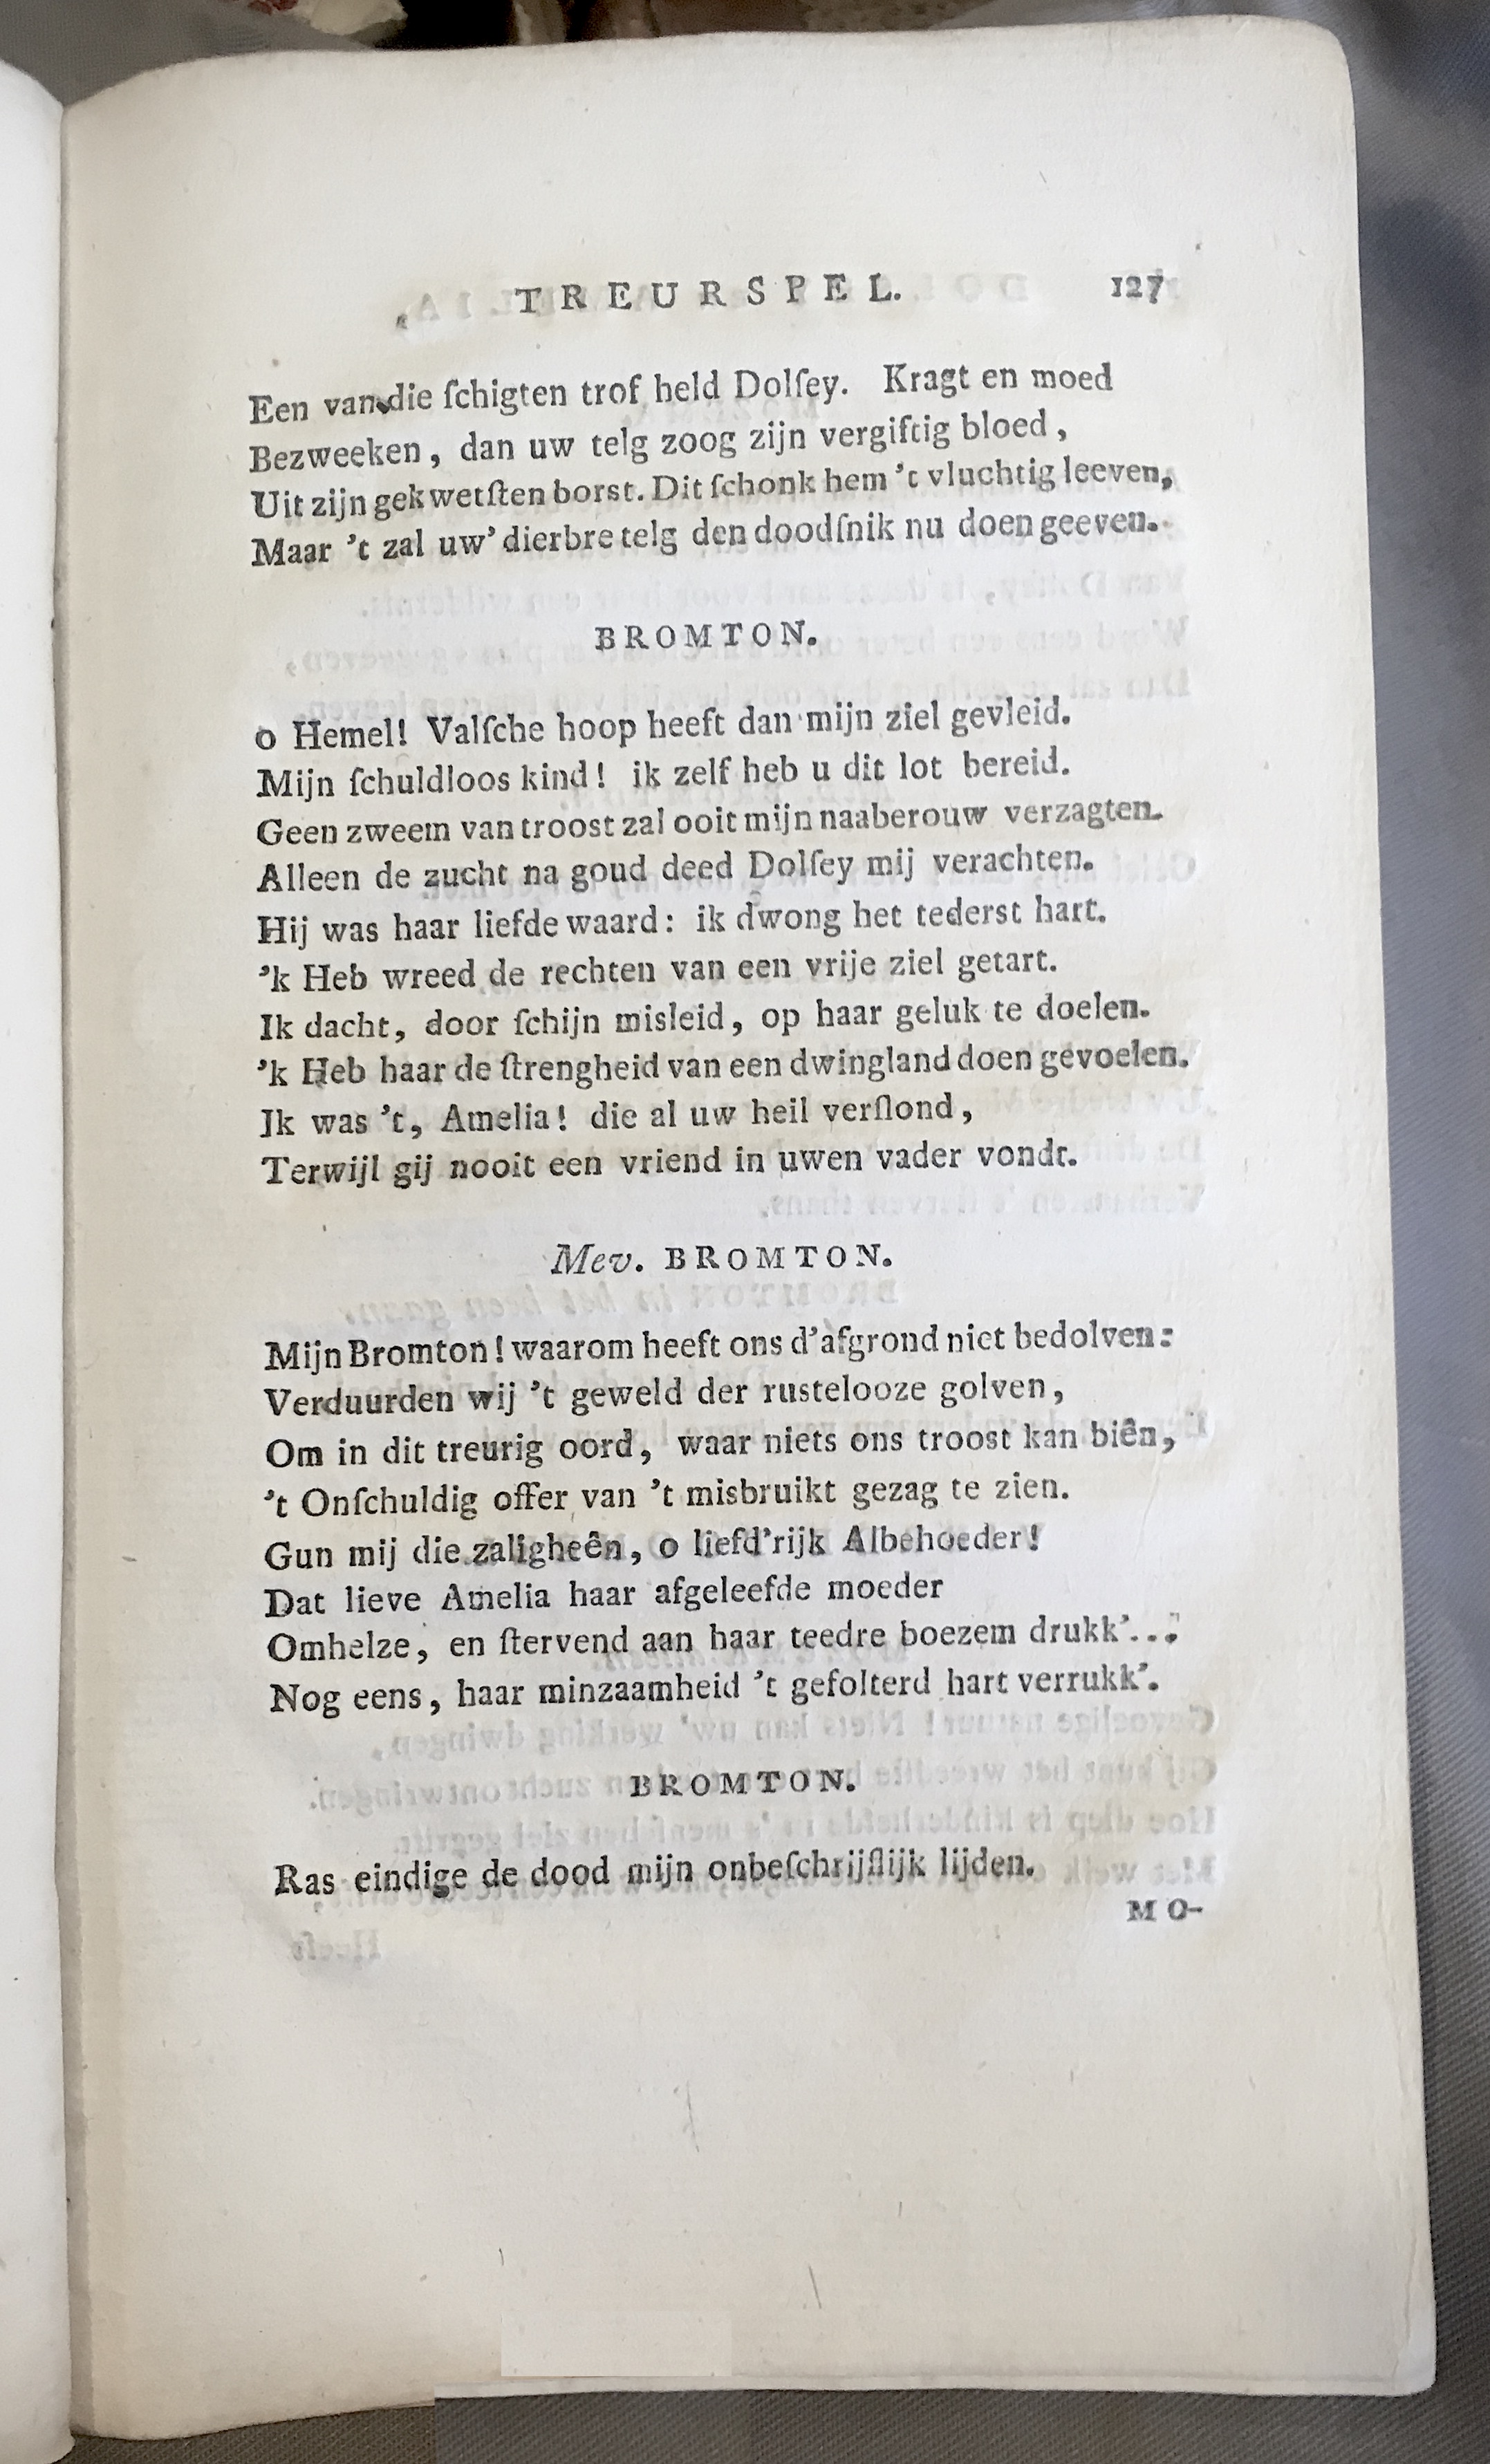 TREURSPEL. 127
Een van die ſchigten trof held Dolſey. Kragt en moed
Bezweeken, dan uw telg zoog zijn vergiftig bloed,
Uit zijn gekwetſten borst. Dit ſchonk hem 't vluchtig leeven,
Maar 't zal uw' dierbre telg den doodſnik nu doen geeven.
BROMTON.
o Hemel! Valſche hoop heeft dan mijn ziel gevleid.
Mijn ſchuldloos kind! ik zelf heb u dit lot bereid.
Geen zweem van troost zal ooit mijn naaberouw verzagten.
Alleen de zucht na goud deed Dolſey mij verachten.
Hij was haar liefde waard: ik dwong het tederst hart.
'k Heb wreed de rechten van een vrije ziel getart.
Ik dacht, door ſchijn misleid, op haar geluk te doelen.
'k Heb haar de ſtrengheid van een dwingland doen gevoelen.
Ik was 't, Amelia! die al uw heil verſlond,
Terwijl gij nooit een vriend in uwen vader vondt.
Mev. BROMTON.
Mijn Bromton! waarom heeft ons d'afgrond niet bedolven:
Verduurden wij 't geweld der rustelooze golven,
Om in dit treurig oord, waar niets ons troost kan biên,
't Onſchuldig offer van 't misbruikt gezag te zien.
Gun mij die zaligheên, o liefd'rijk Albehoeder!
Dat lieve Amelia haar afgeleefde moeder
Omhelze, en ſtervend aan haar teedre boezem drukk'...
Nog eens, haar minzaamheid 't gefolterd hart verrukk'.
BROMTON.
Ras eindige de dood mijn onbeſchrijflijk lijden.
MO-